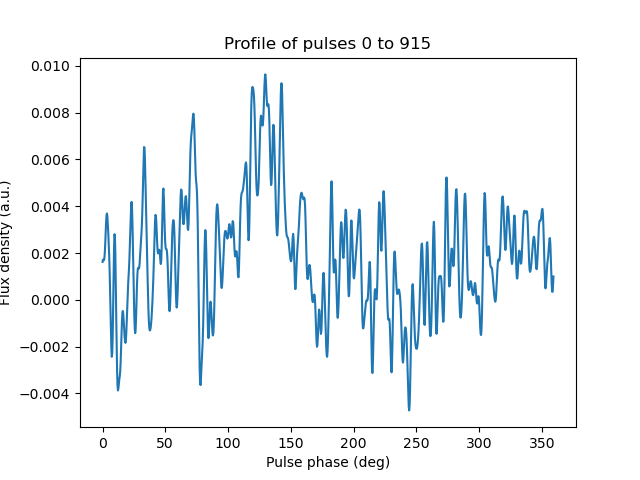 Profile of pulses 0 to 915
Flux density (a.u.)
0.010
0.008
0.006
0.004
0.002
0.000
−0.002
−0.004
0 50 100 150 200 250 300 350
Pulse phase (deg)